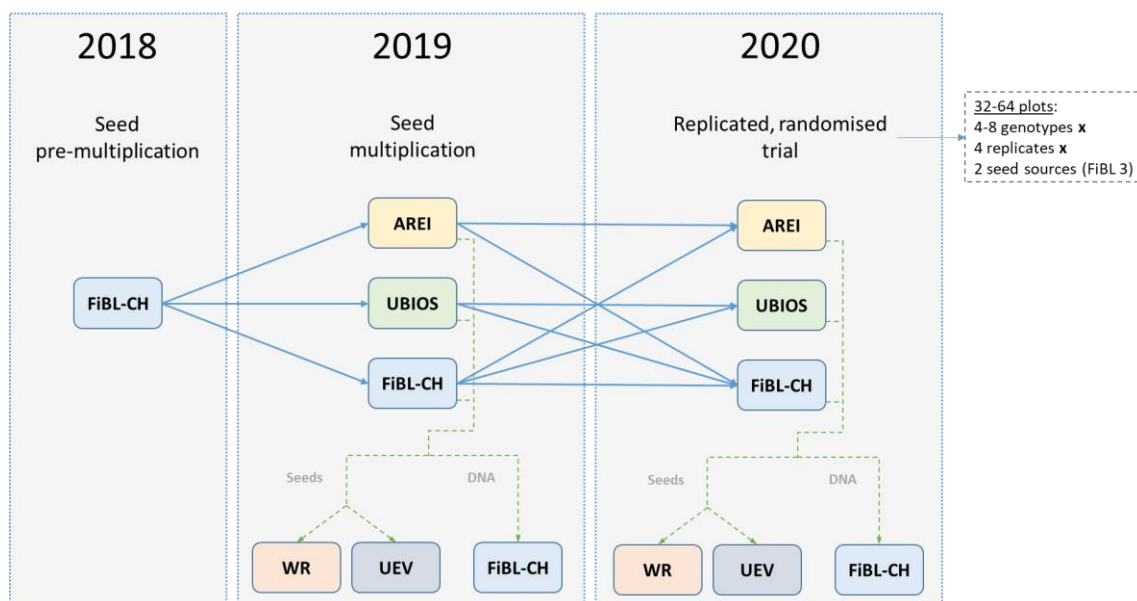 2018
2019
2020
Seed
pre-multiplication
Seed
multiplication
Replicated, randomised
trial
32-64 plots:
4-8 genotypes x
4 replicates x
2 seed sources (FiBL 3)
AREI
AREI
FiBL-CH
UBIOS
UBIOS
FiBL-CH
FiBL-CH
Seeds
DNA
Seeds
DNA
WR
UEV
FiBL-CH
WR
UEV
FiBL-CH